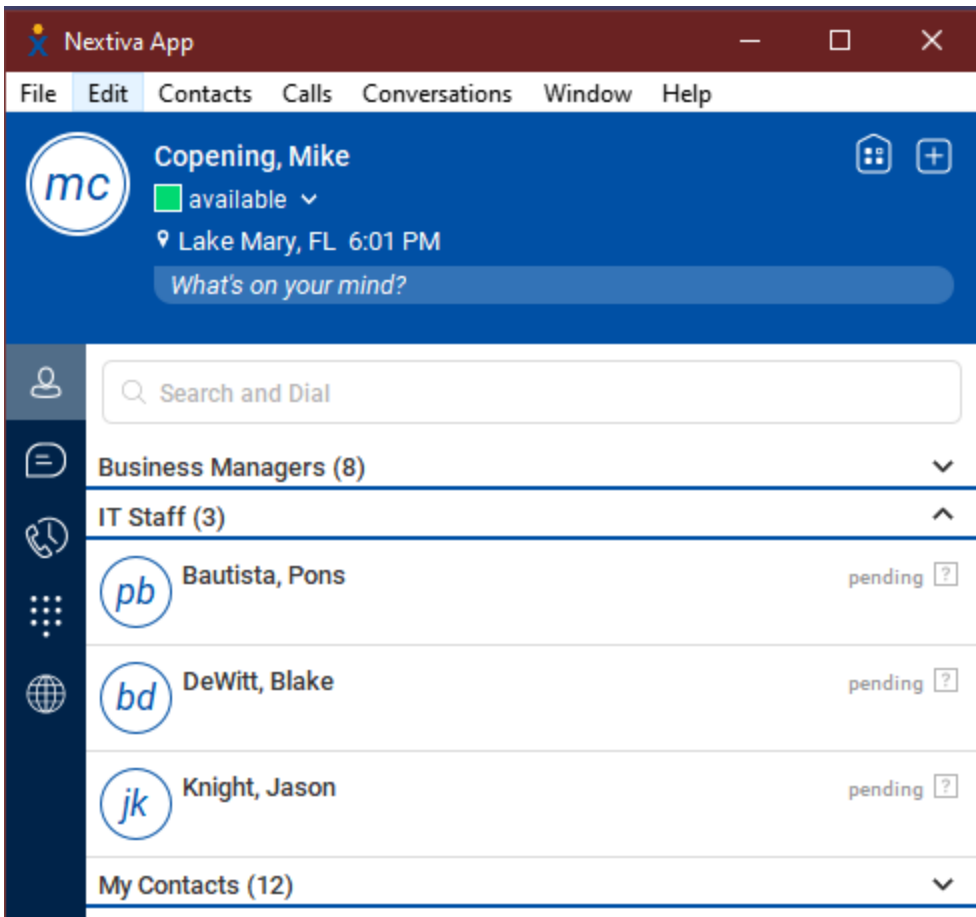 Nextiva App
File Edit Contacts Calls Conversations Window Help
mc
Copening, Mike
available
Lake Mary, FL 6:01 PM
What's on your mind?
Search and Dial
Business Managers (8)
IT Staff (3)
pb Bautista, Pons pending ?
bd DeWitt, Blake pending ?
jk Knight, Jason pending ?
My Contacts (12)